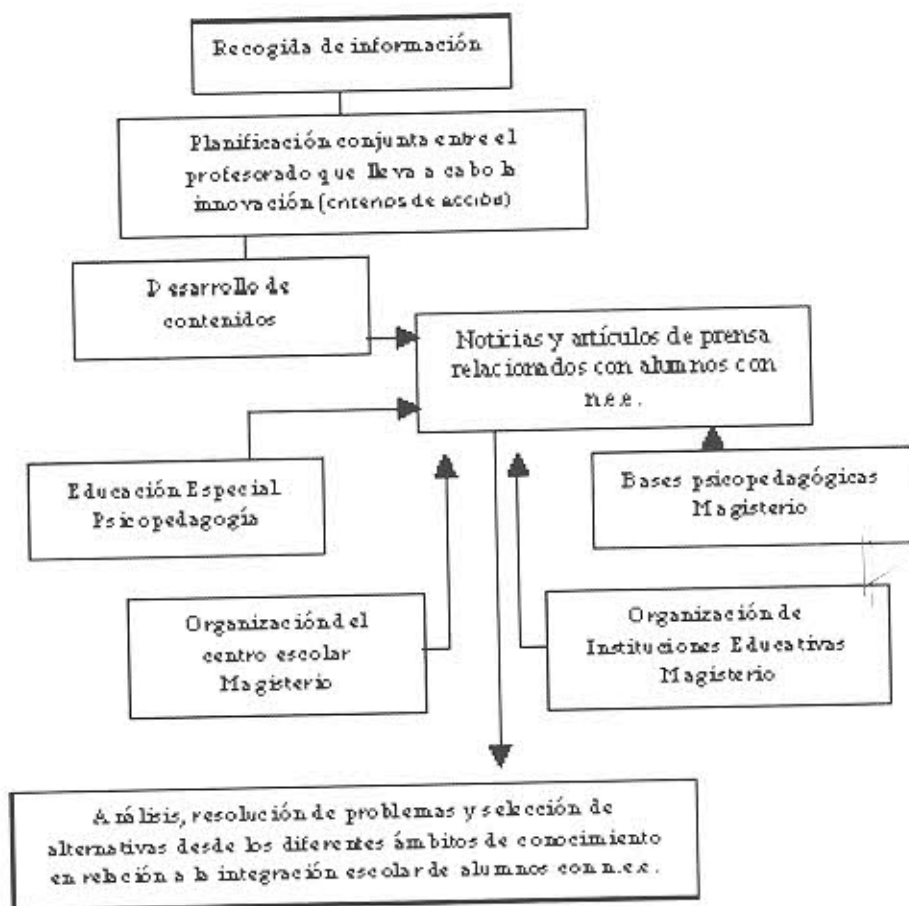 Recogida de información
Planificación conjunta entre el
profesorado que lleva a cabo la
innovación (criterios de acción)
Desarrollo de
contenidos
Noticias y artículos de prensa
relacionados con alumnos con
n.e.e.
Educación Especial
Psicopedagogía
Bases psicopedagógicas
Magisterio
Organización del
centro escolar
Magisterio
Organización de
Instituciones Educativas
Magisterio
Análisis, resolución de problemas y selección de
alternativas desde los diferentes ámbitos de conocimiento
en relación a la integración escolar de alumnos con n.e.e.